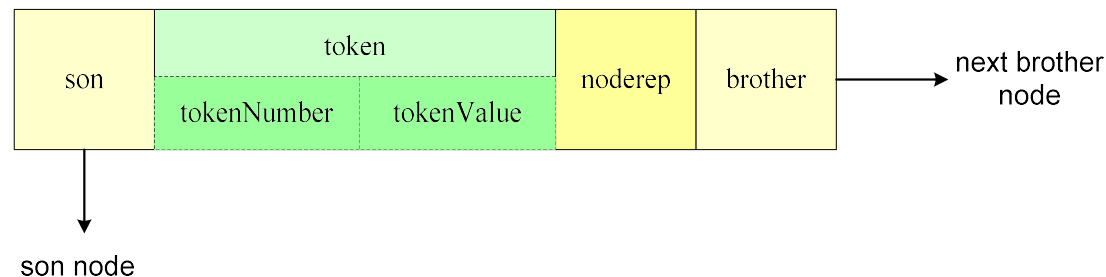 son
token
tokenNumber
tokenValue
noderep
brother
next brother
node
son node